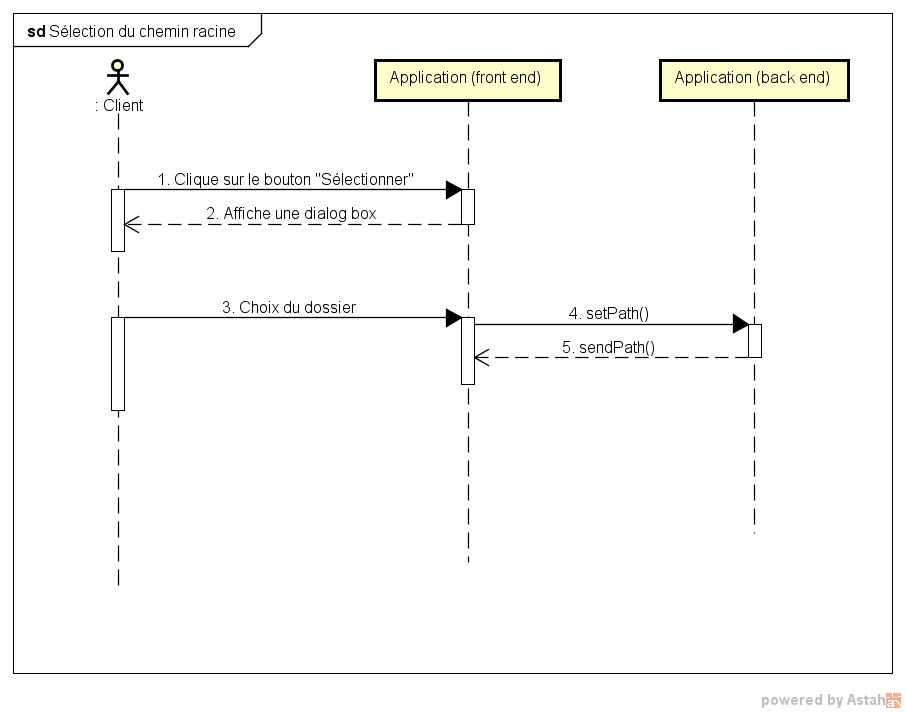 sd Sélection du chemin racine
Application (front end)
Application (back end)
: Client
1. Clique sur le bouton "Sélectionner"
2. Affiche une dialog box
3. Choix du dossier
4. setPath()
5. sendPath()
powered by Astah